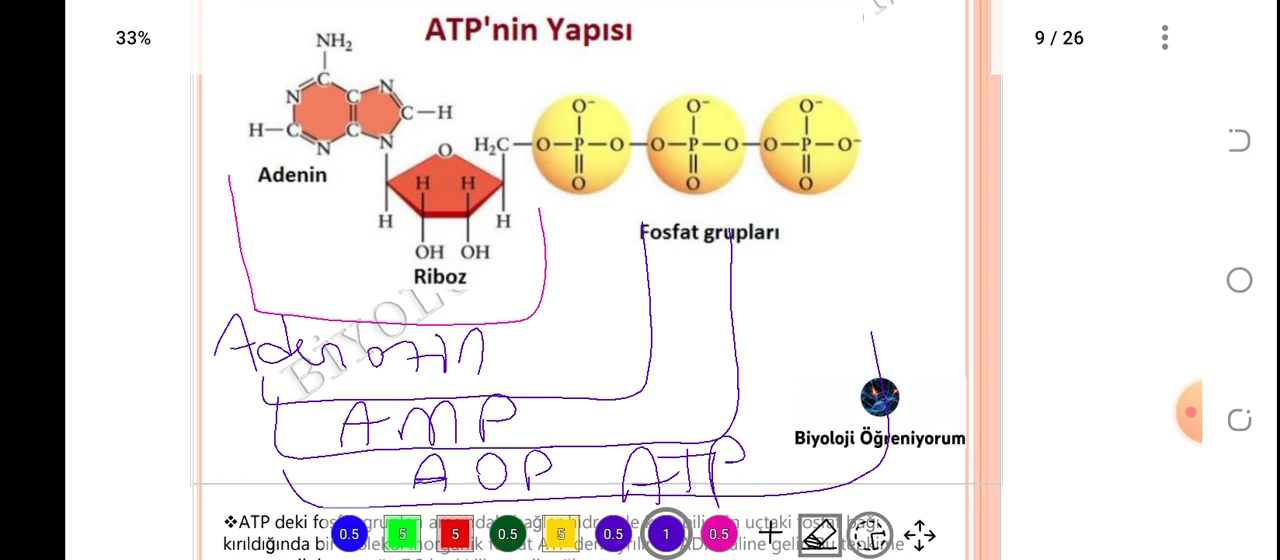 33%
9 / 26
ATP'nin Yapısı
NH₂
N
C
C
N
C—H
H—C
N
C
N
Adenin
O
H₂C—O—P—O—O—P—O—O—P—O⁻
O⁻ O⁻ O⁻
O O O
H H
H H
OH OH
Riboz
Fosfat grupları
Adenozin
BİYOL
AMP
ADP ATP
Biyoloji Öğreniyorum
❖ATP deki
kırıldığında
0.5 5 5 0.5 5 0.5 1 0.5